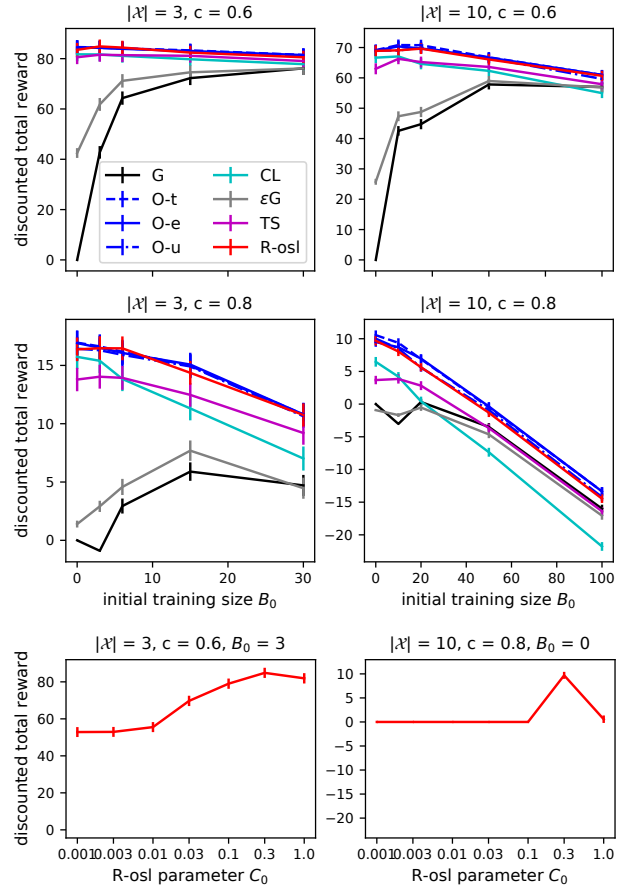 |𝒳| = 3, c = 0.6
|𝒳| = 10, c = 0.6
discounted total reward
80
60
40
20
0
G
O-t
O-e
O-u
CL
εG
TS
R-osl
70
60
50
40
30
20
10
0
|𝒳| = 3, c = 0.8
|𝒳| = 10, c = 0.8
discounted total reward
15
10
5
0
0 10 20 30
initial training size B₀
10
5
0
−5
−10
−15
−20
0 20 40 60 80 100
initial training size B₀
|𝒳| = 3, c = 0.6, B₀ = 3
|𝒳| = 10, c = 0.8, B₀ = 0
discounted total reward
80
60
40
20
0
0.001 0.003 0.01 0.03 0.1 0.3 1.0
R-osl parameter C₀
10
5
0
−5
−10
−15
−20
0.001 0.01 0.03 0.1 0.3 1.0
R-osl parameter C₀